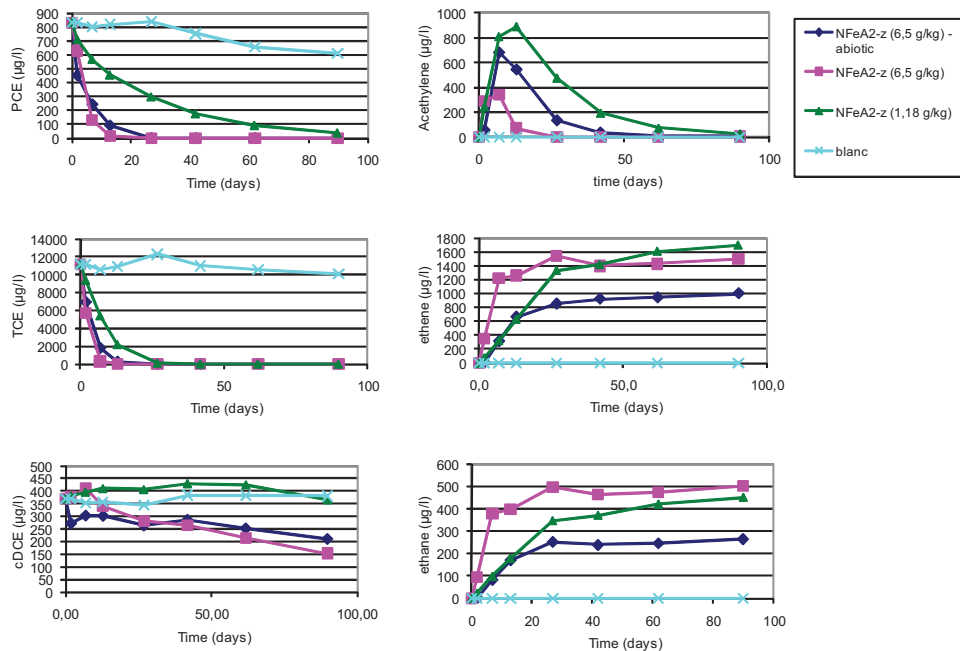 900
800
700
600
500
400
300
200
100
0
PCE (µg/l)
0 20 40 60 80 100
Time (days)
1000
800
600
400
200
0
Acethylene (µg/l)
0 50 100
time (days)
NFeA2-z (6,5 g/kg) -
abiotic
NFeA2-z (6,5 g/kg)
NFeA2-z (1,18 g/kg)
blanc
14000
12000
10000
8000
6000
4000
2000
0
TCE (µg/l)
0 50 100
Time (days)
1800
1600
1400
1200
1000
800
600
400
200
0
ethene (µg/l)
0,0 50,0 100,0
Time (days)
500
450
400
350
300
250
200
150
100
50
0
cDCE (µg/l)
0,00 50,00 100,00
Time (days)
600
500
400
300
200
100
0
ethane (µg/l)
0 20 40 60 80 100
Time (days)